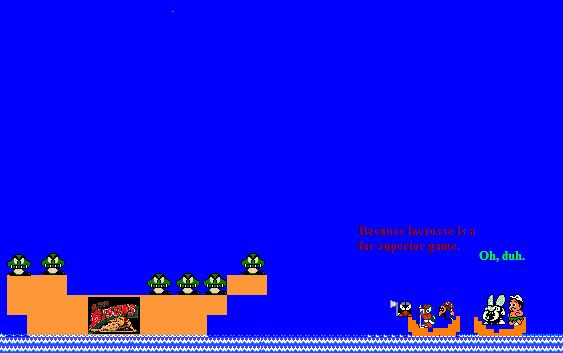 Because lacrosse is a
far superior game.
Oh, duh.